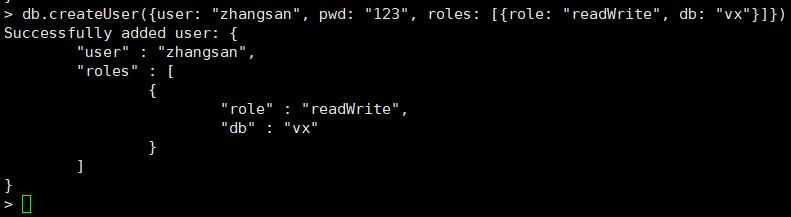 > db.createUser({user: "zhangsan", pwd: "123", roles: [{role: "readWrite", db: "vx"}]})
Successfully added user: {
        "user" : "zhangsan",
        "roles" : [
                {
                        "role" : "readWrite",
                        "db" : "vx"
                }
        ]
}
>